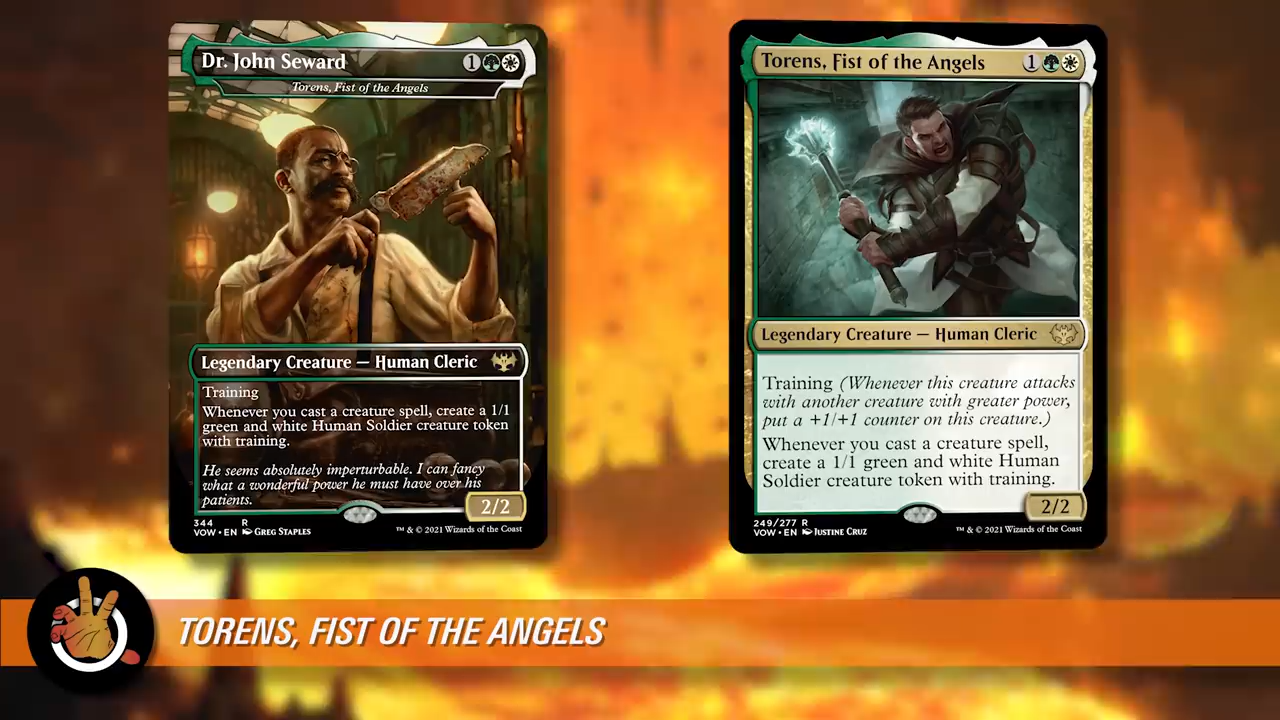 Dr. John Seward 1
Torens, Fist of the Angels
Legendary Creature — Human Cleric
Training
Whenever you cast a creature spell, create a 1/1
green and white Human Soldier creature token
with training.
He seems absolutely imperturbable. I can fancy
what a wonderful power he must have over his
patients.
2/2
344 R
VOW • EN GREG STAPLES
™ & © 2021 Wizards of the Coast
Torens, Fist of the Angels 1
Legendary Creature — Human Cleric
Training (Whenever this creature attacks
with another creature with greater power,
put a +1/+1 counter on this creature.)
Whenever you cast a creature spell,
create a 1/1 green and white Human
Soldier creature token with training.
2/2
249/277 R
VOW • EN JUSTINE CRUZ
™ & © 2021 Wizards of the Coast
TORENS, FIST OF THE ANGELS